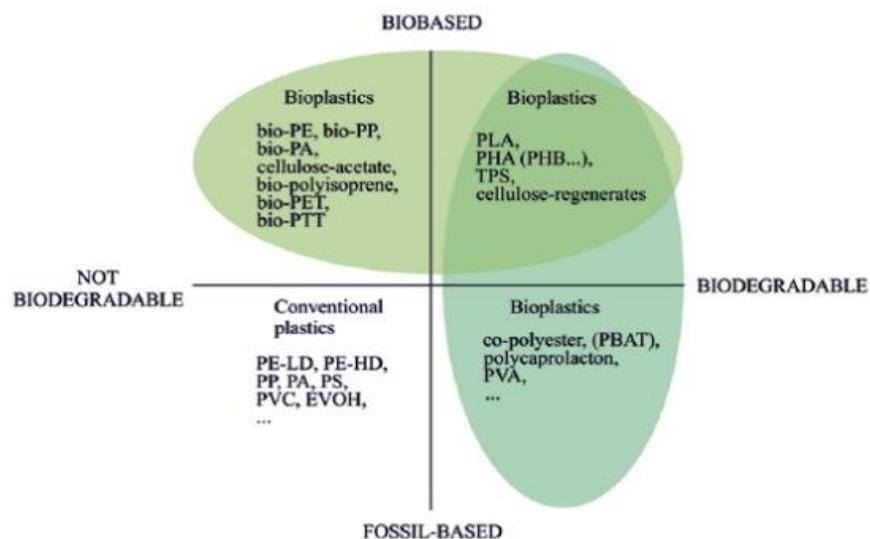 BIOBASED
Bioplastics
bio-PE, bio-PP,
bio-PA,
cellulose-acetate,
bio-polyisoprene,
bio-PET,
bio-PTT
Bioplastics
PLA,
PHA (PHB...),
TPS,
cellulose-regenerates
NOT
BIODEGRADABLE
BIODEGRADABLE
Conventional
plastics
PE-LD, PE-HD,
PP, PA, PS,
PVC, EVOH,
...
Bioplastics
co-polyester, (PBAT),
polycaprolacton,
PVA,
...
FOSSIL-BASED